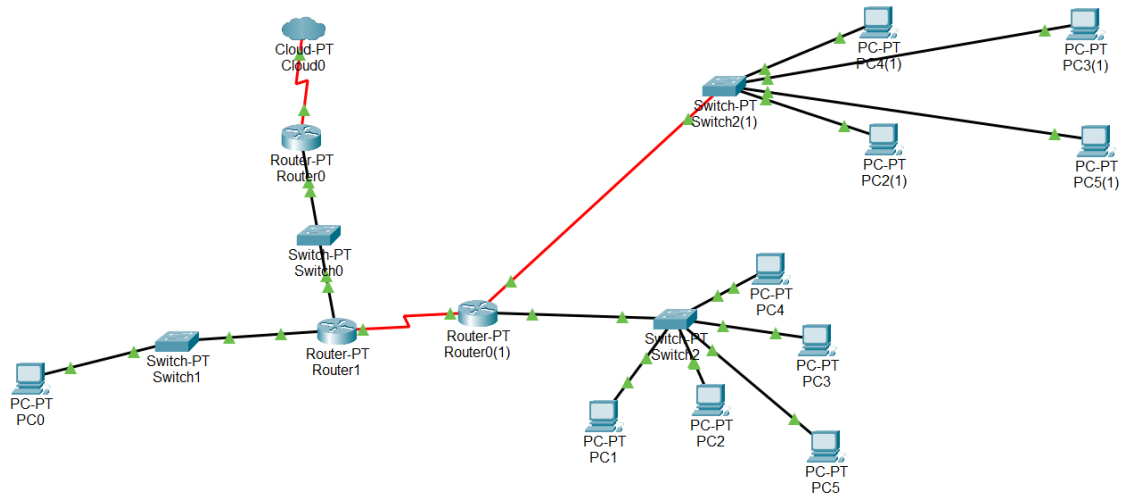 Cloud-PT
Cloud0
Router-PT
Router0
Switch-PT
Switch0
Switch-PT
Switch1
PC-PT
PC0
Router-PT
Router1
Router-PT
Router0(1)
Switch-PT
Switch2(1)
PC-PT
PC4(1)
PC-PT
PC3(1)
PC-PT
PC2(1)
PC-PT
PC5(1)
Switch-PT
Switch2
PC-PT
PC4
PC-PT
PC3
PC-PT
PC1
PC-PT
PC2
PC-PT
PC5